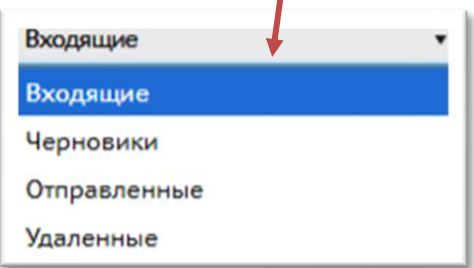 Входящие
Входящие
Черновики
Отправленные
Удаленные